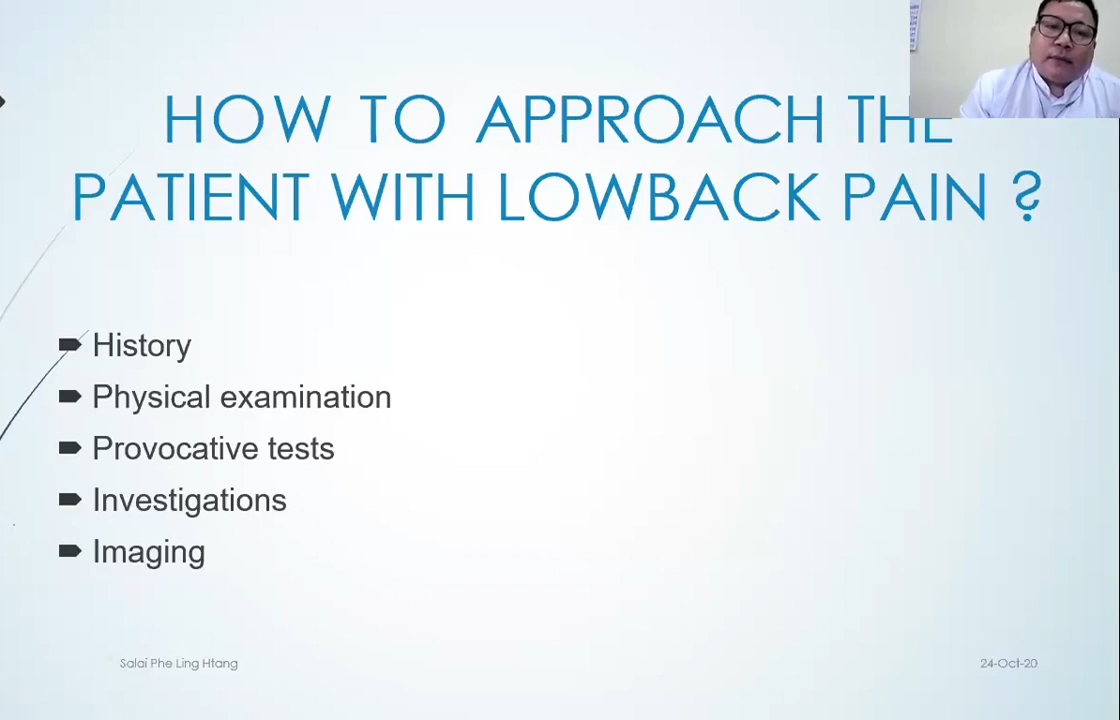 HOW TO APPROACH THE
PATIENT WITH LOWBACK PAIN ?
History
Physical examination
Provocative tests
Investigations
Imaging
Salai Phe Ling Htang
24-Oct-20